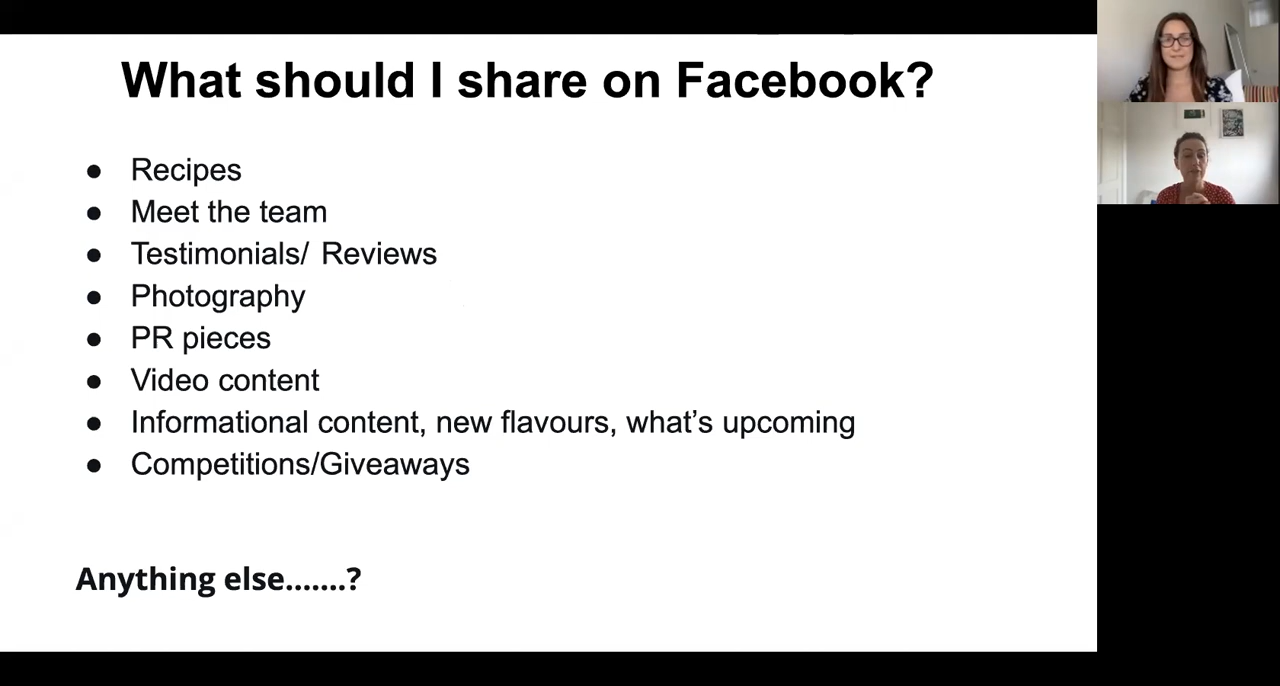 What should I share on Facebook?
● Recipes
● Meet the team
● Testimonials/ Reviews
● Photography
● PR pieces
● Video content
● Informational content, new flavours, what’s upcoming
● Competitions/Giveaways
Anything else.......?